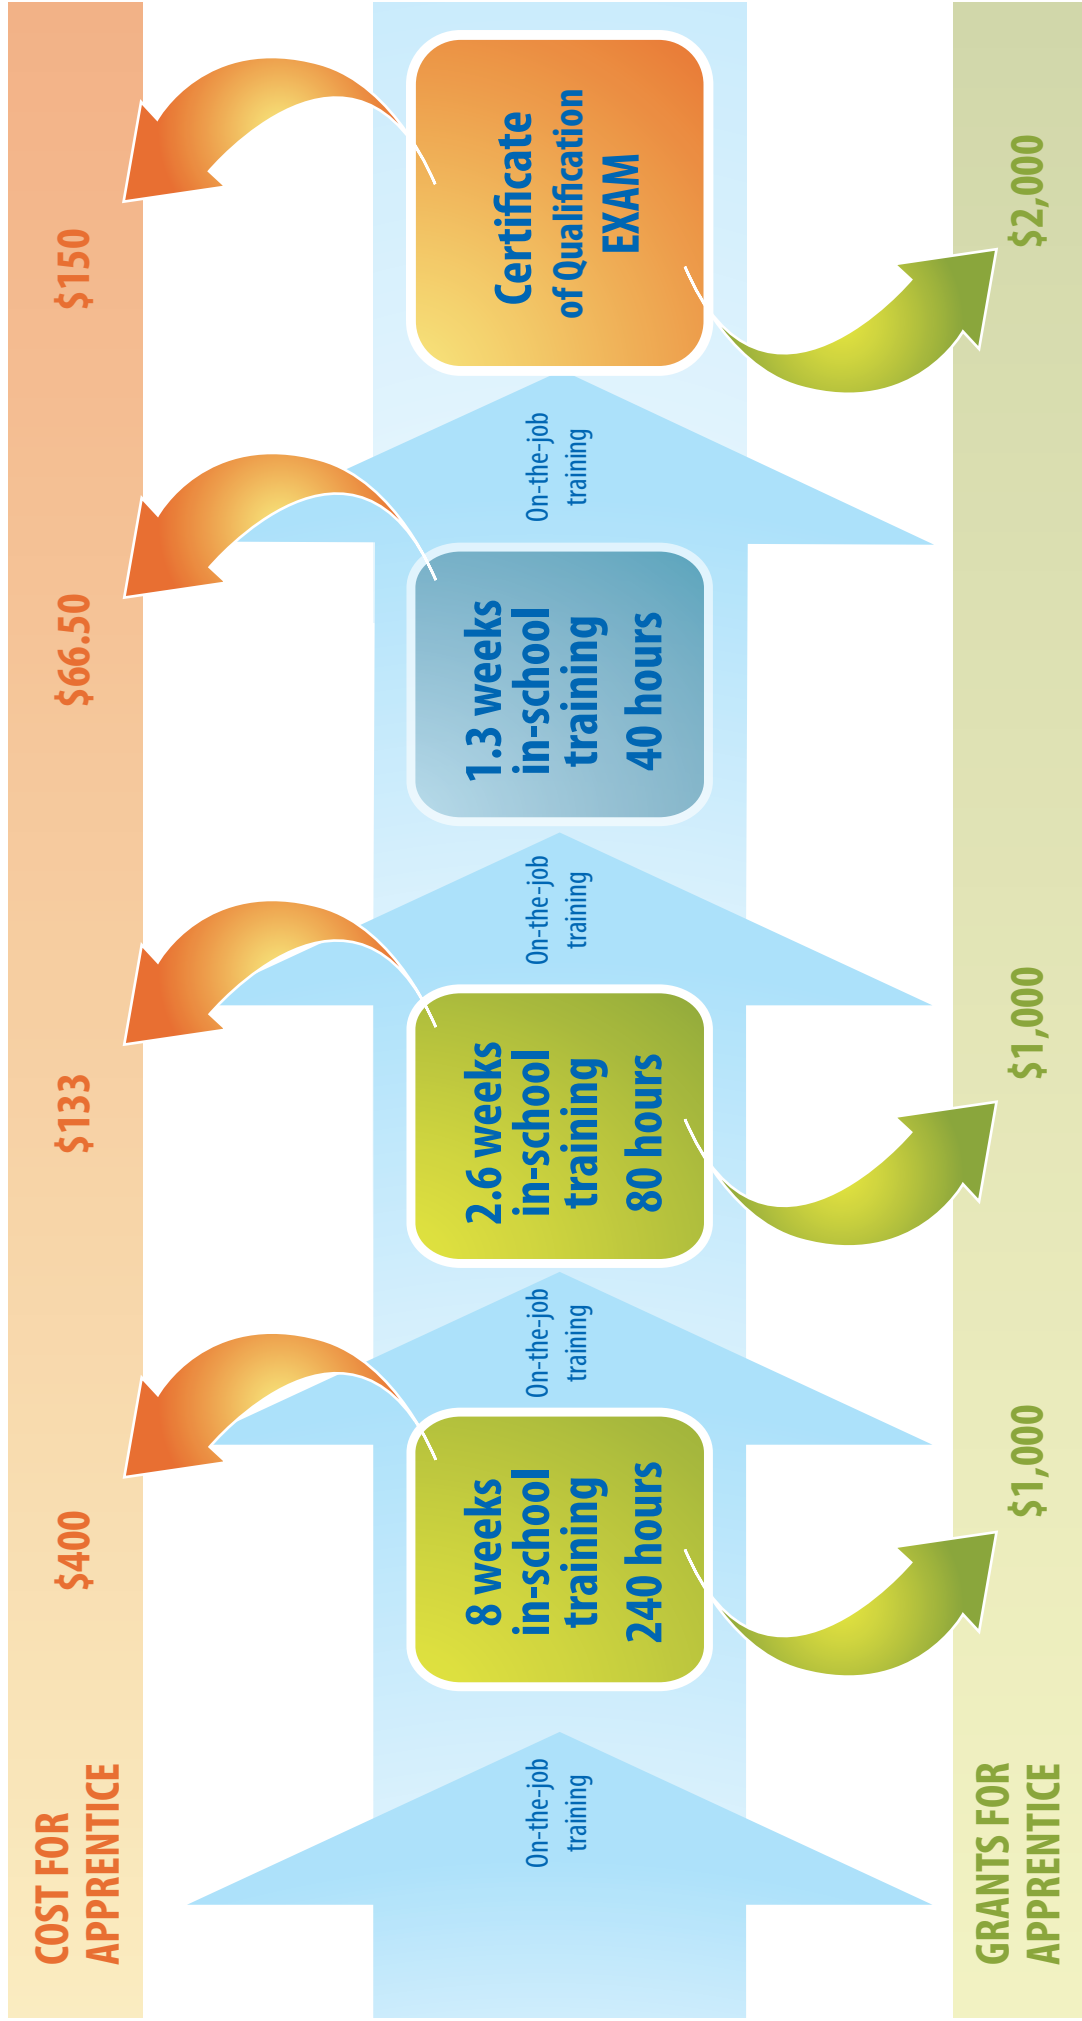 COST FOR
APPRENTICE
$400
$133
$66.50
$150
On-the-job
training
8 weeks
in-school
training
240 hours
On-the-job
training
2.6 weeks
in-school
training
80 hours
On-the-job
training
1.3 weeks
in-school
training
40 hours
On-the-job
training
Certificate
of Qualification
EXAM
GRANTS FOR
APPRENTICE
$1,000
$1,000
$2,000